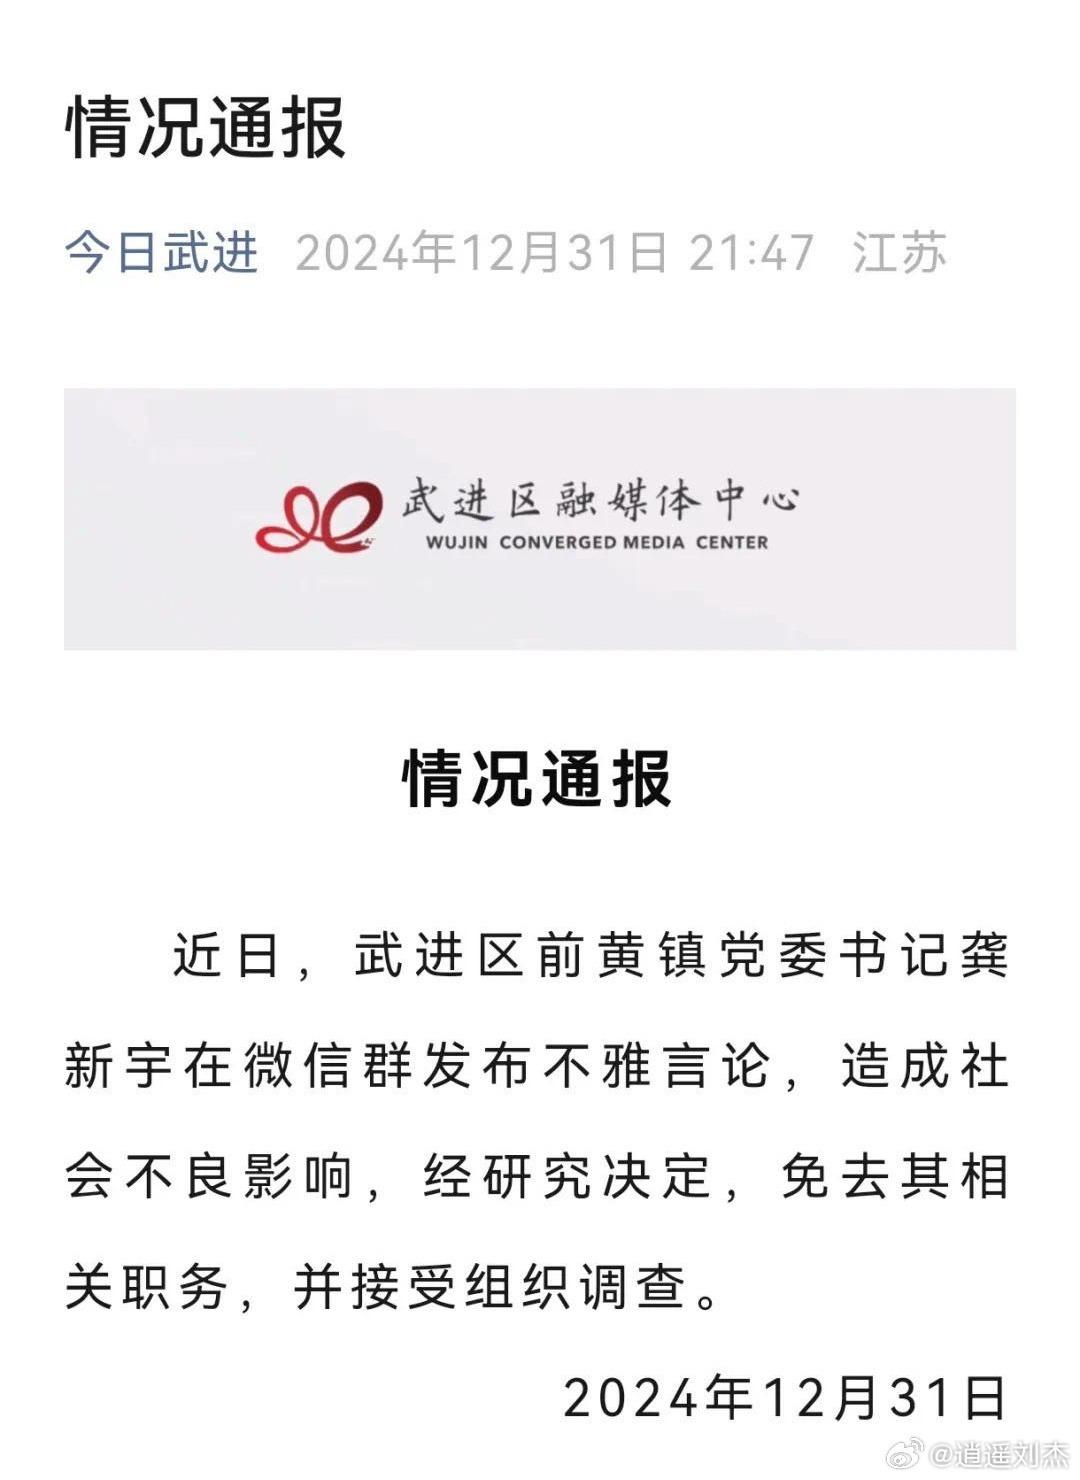 情况通报
今日武进 2024年12月31日 21:47 江苏
武进区融媒体中心
WUJIN CONVERGED MEDIA CENTER
情况通报
近日，武进区前黄镇党委书记龚
新宇在微信群发布不雅言论，造成社
会不良影响，经研究决定，免去其相
关职务，并接受组织调查。
2024年12月31日
@逍遥刘杰